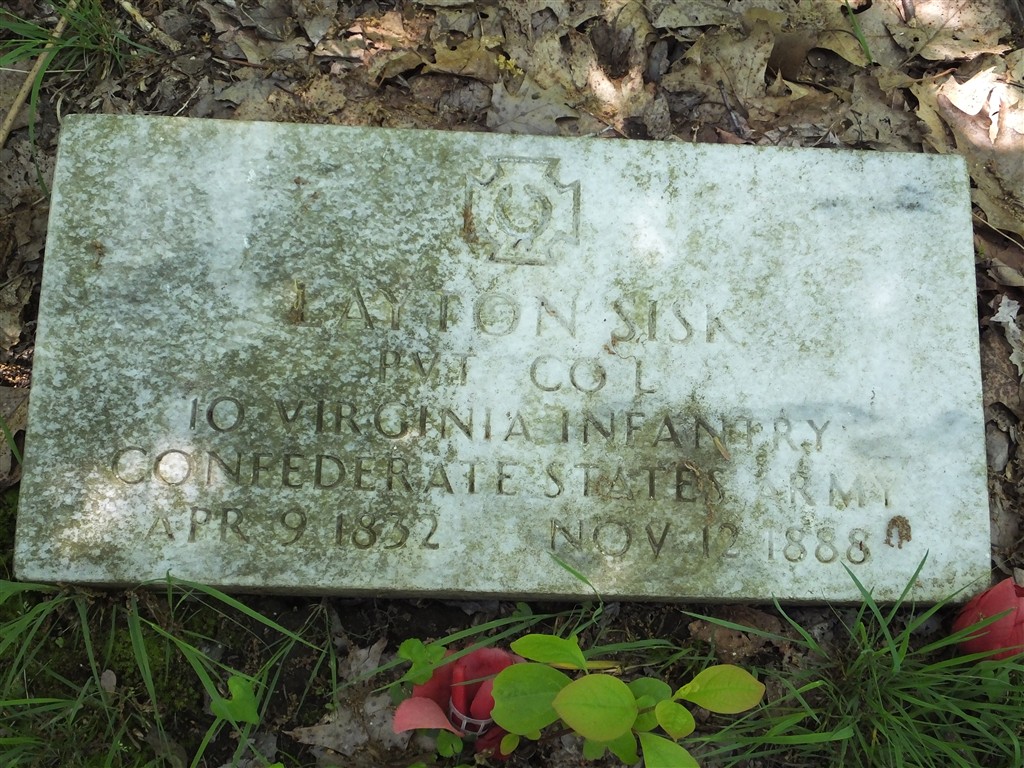 LAYTON SISK
PVT CO L
10 VIRGINIA INFANTRY
CONFEDERATE STATES ARMY
APR 9 1832 NOV 12 1888